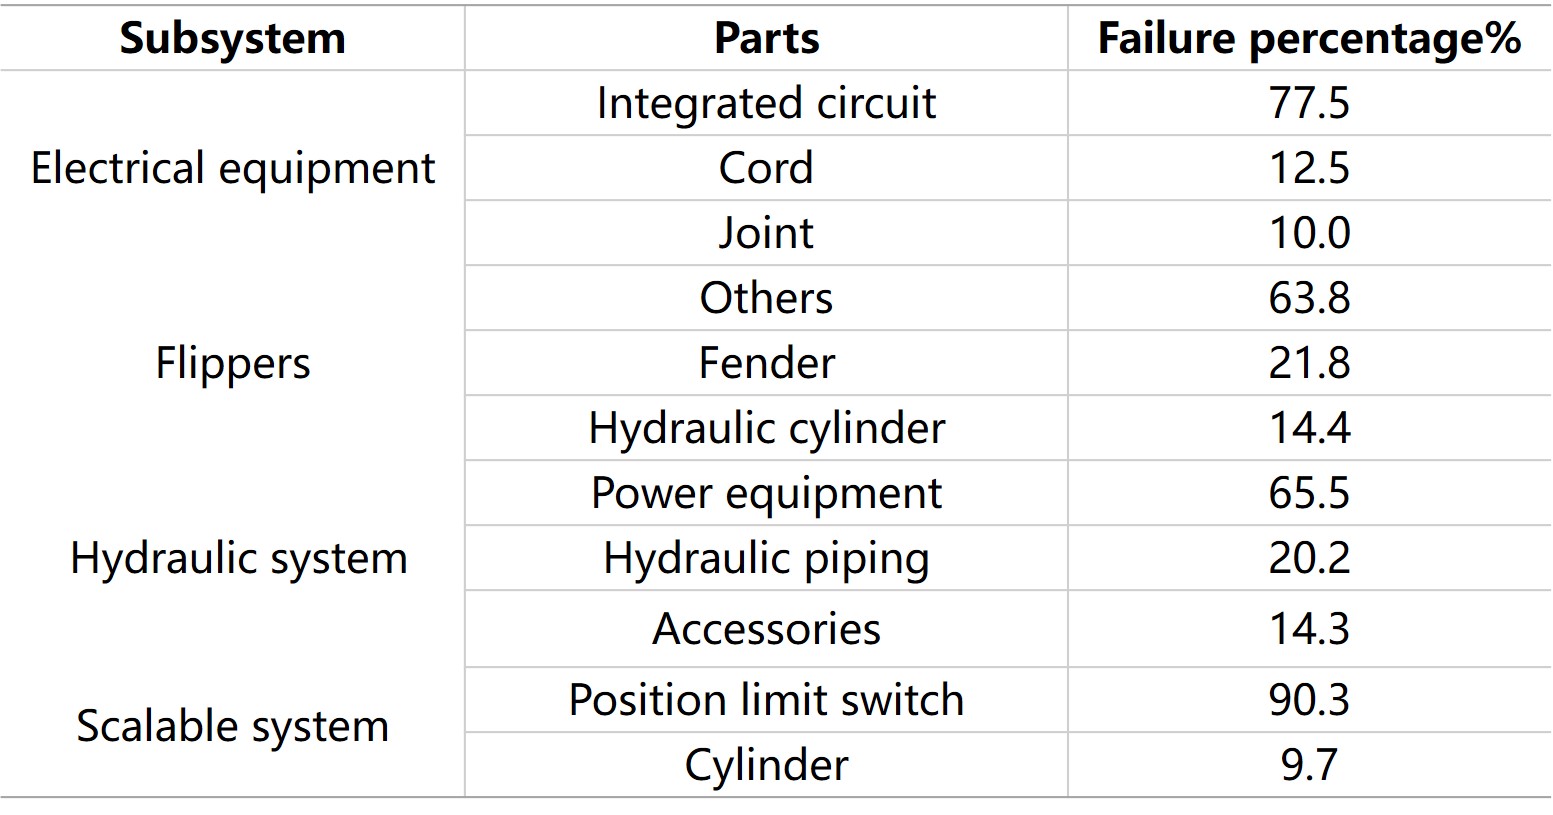 Subsystem Parts Failure percentage%
Electrical equipment Integrated circuit 77.5
Cord 12.5
Joint 10.0
Flippers Others 63.8
Fender 21.8
Hydraulic cylinder 14.4
Hydraulic system Power equipment 65.5
Hydraulic piping 20.2
Accessories 14.3
Scalable system Position limit switch 90.3
Cylinder 9.7